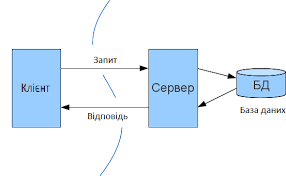 Запит
Клієнт
Сервер
БД
База даних
Відповідь